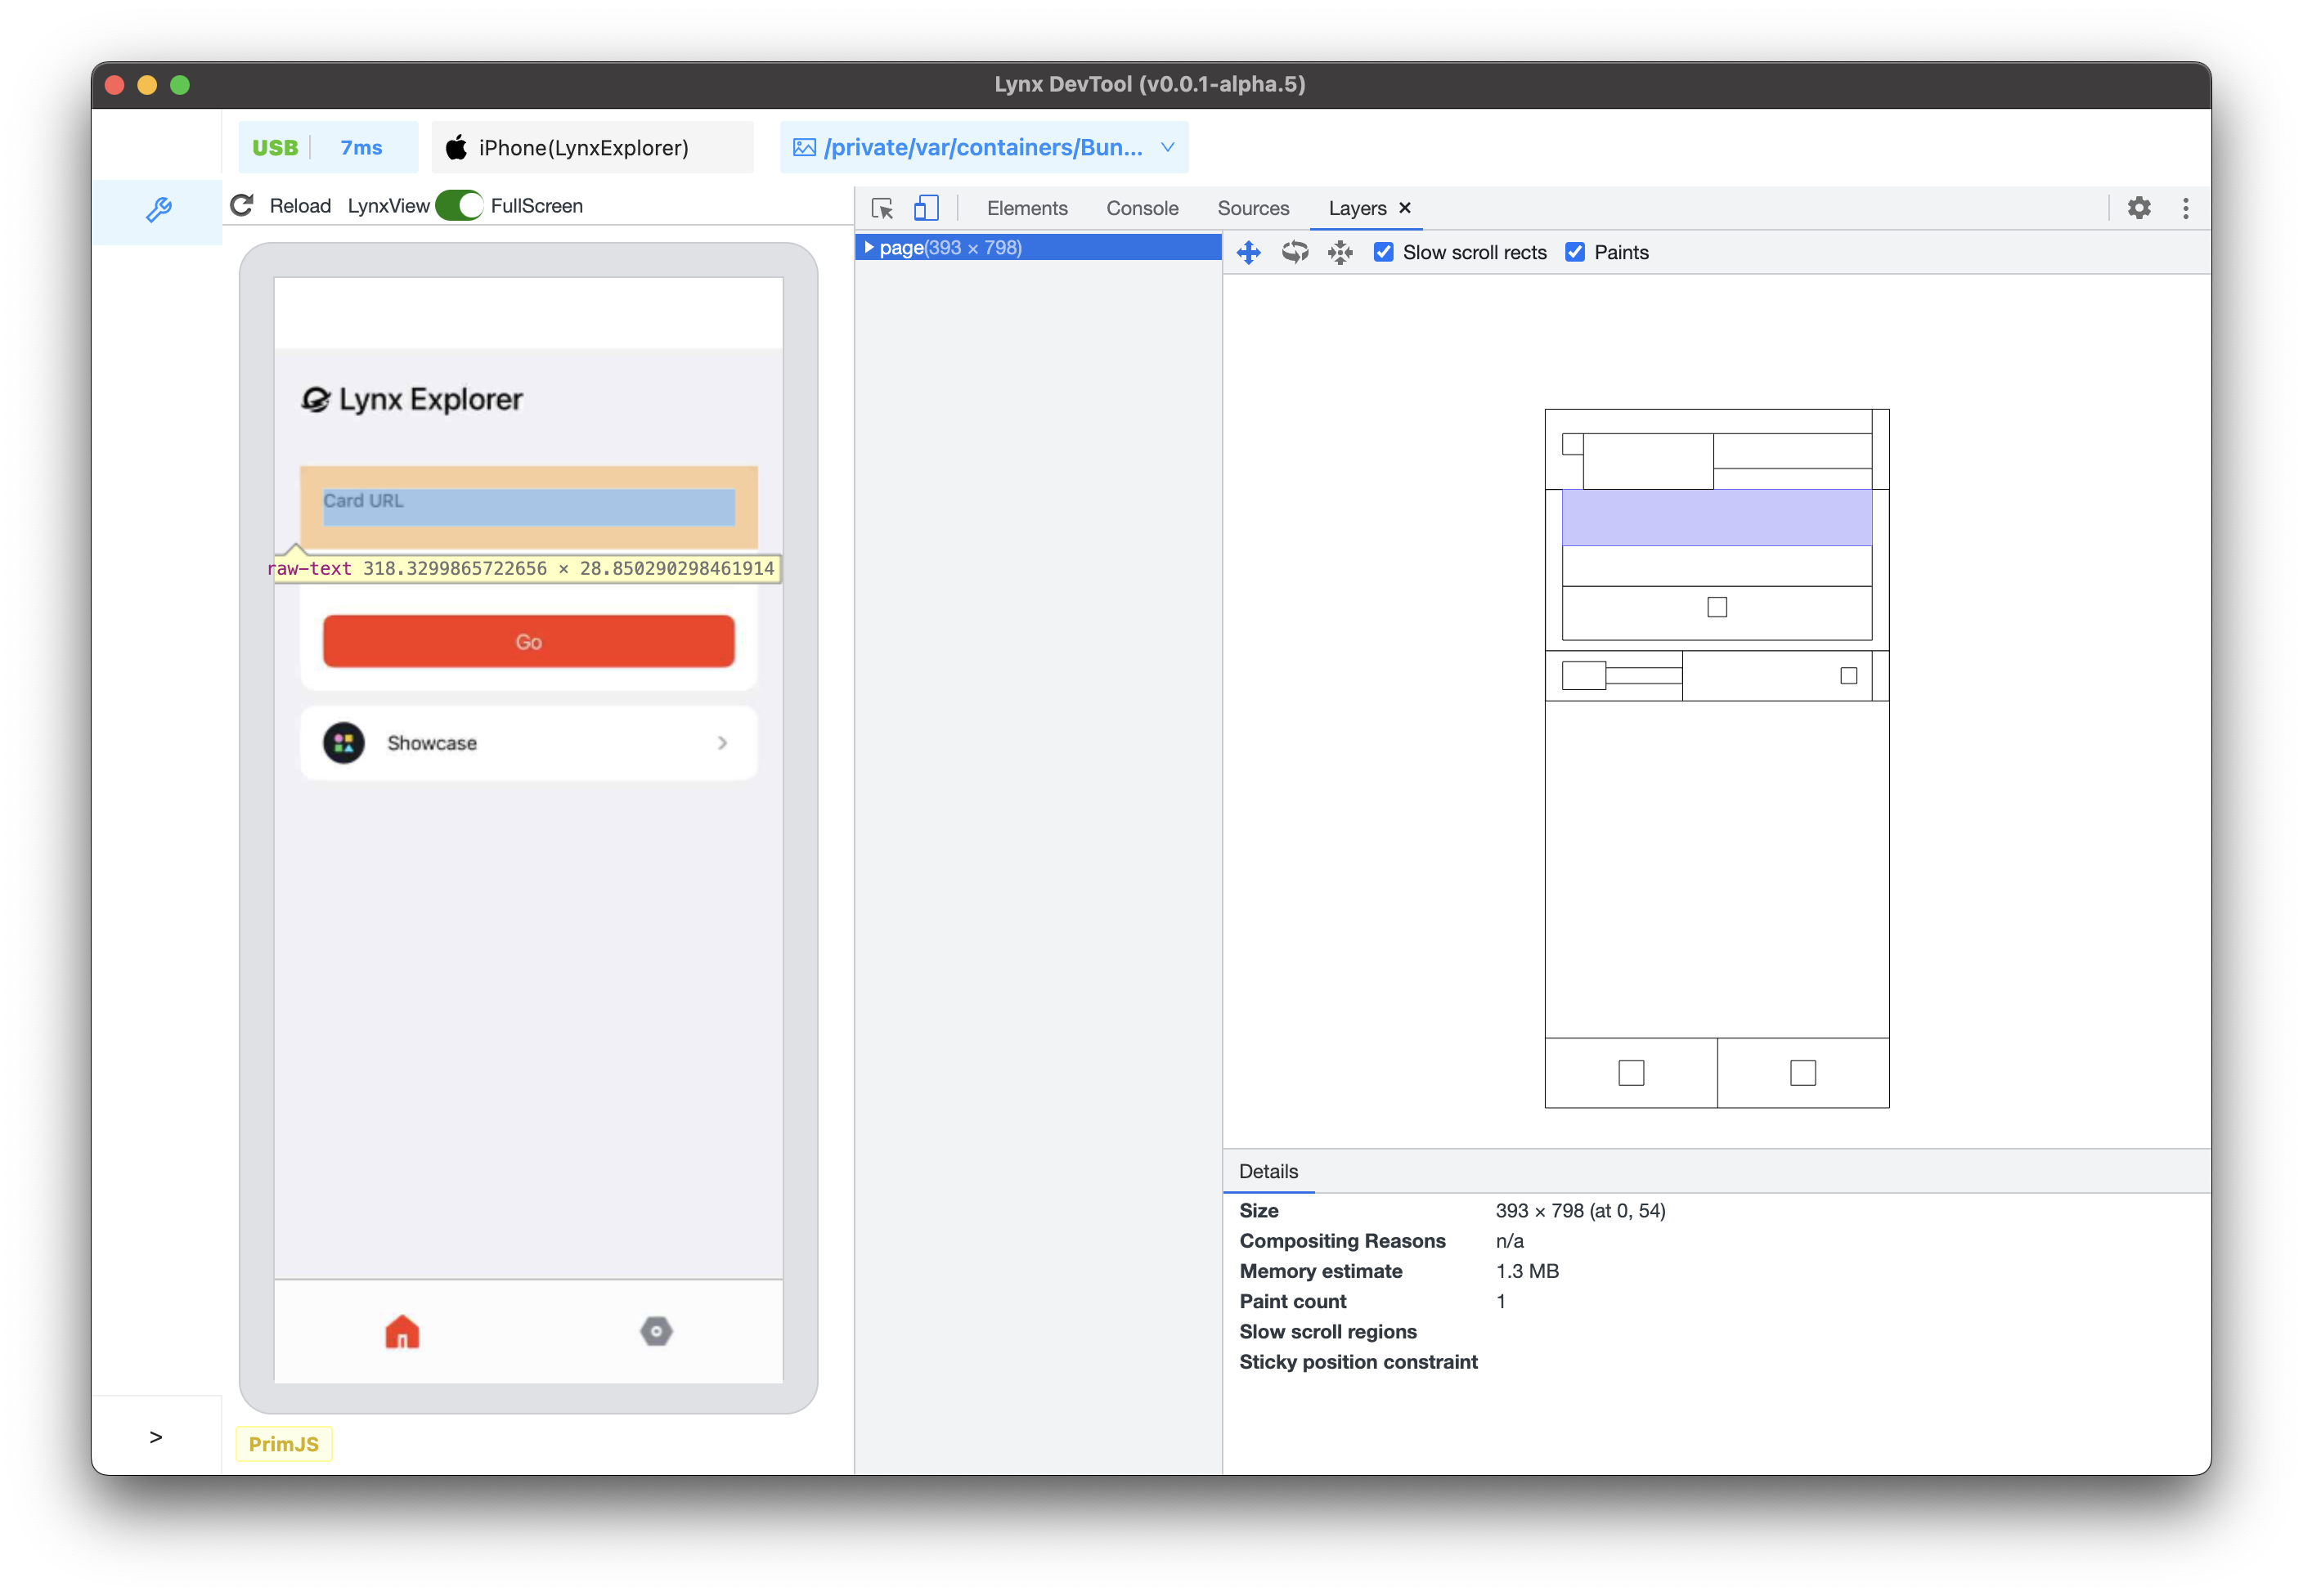 Lynx DevTool (v0.0.1-alpha.5)
USB 7ms iPhone(LynxExplorer) /private/var/containers/Bun...
Reload LynxView FullScreen
Elements Console Sources Layers
page(393 × 798)
Slow scroll rects Paints
Lynx Explorer
Card URL
raw-text 318.3299865722656 × 28.850290298461914
Go
Showcase
Details
Size 393 × 798 (at 0, 54)
Compositing Reasons n/a
Memory estimate 1.3 MB
Paint count 1
Slow scroll regions
Sticky position constraint
>
PrimJS